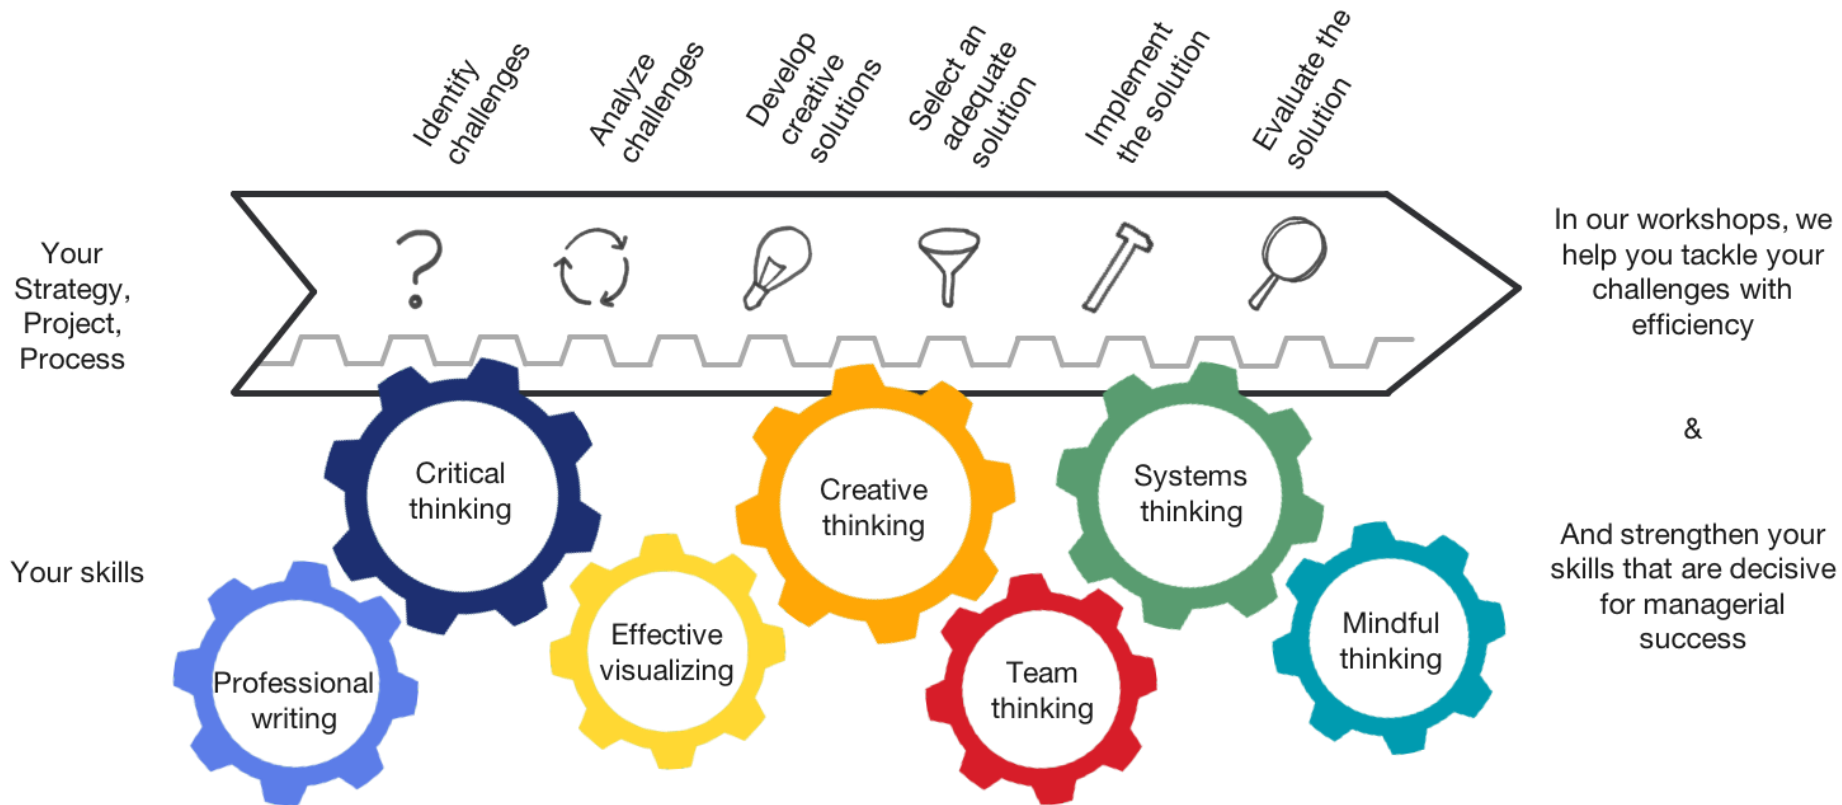 Identify
challenges
Analyze
challenges
Develop
creative
solutions
Select an
adequate
solution
Implement
the solution
Evaluate the
solution
Your
Strategy,
Project,
Process
In our workshops, we
help you tackle your
challenges with
efficiency
&
Critical
thinking
Creative
thinking
Systems
thinking
Your skills
And strengthen your
skills that are decisive
for managerial
success
Professional
writing
Effective
visualizing
Team
thinking
Mindful
thinking